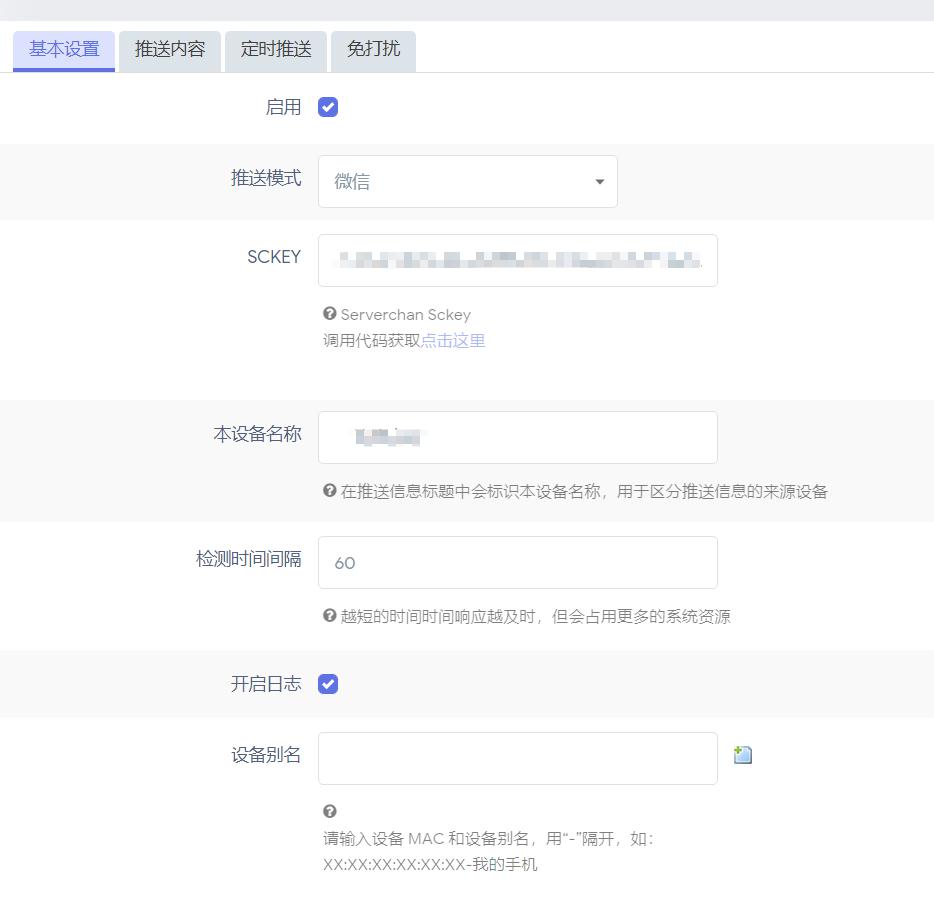 基本设置 推送内容 定时推送 免打扰
启用
推送模式 微信
SCKEY
Serverchan Sckey
调用代码获取点击这里
本设备名称
在推送信息标题中会标识本设备名称，用于区分推送信息的来源设备
检测时间间隔 60
越短的时间时间响应越及时，但会占用更多的系统资源
开启日志
设备别名
请输入设备 MAC 和设备别名，用“-”隔开，如：
XX:XX:XX:XX:XX:XX-我的手机